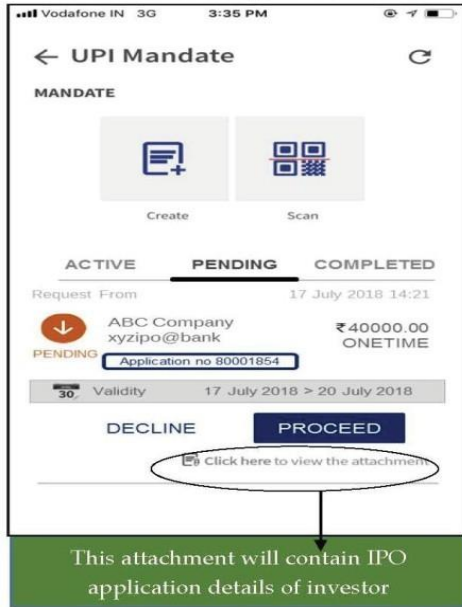 Vodafone IN 3G 3:35 PM
← UPI Mandate
MANDATE
Create Scan
ACTIVE PENDING COMPLETED
Request From 17 July 2018 14:21
ABC Company ₹40000.00
xyzipo@bank ONETIME
PENDING Application no 80001854
30 Validity 17 July 2018 > 20 July 2018
DECLINE PROCEED
Click here to view the attachment
This attachment will contain IPO
application details of investor